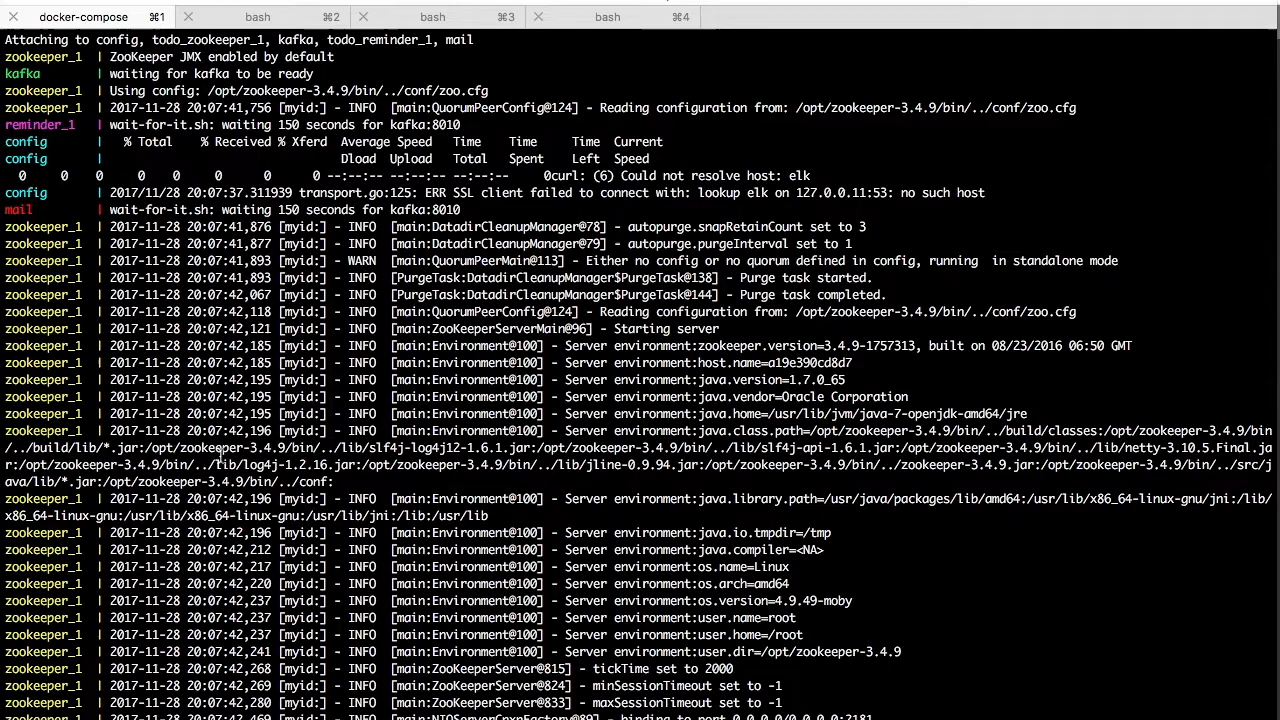 docker-compose ⌘1 bash ⌘2 bash ⌘3 bash ⌘4
Attaching to config, todo_zookeeper_1, kafka, todo_reminder_1, mail
zookeeper_1 | ZooKeeper JMX enabled by default
kafka | waiting for kafka to be ready
zookeeper_1 | Using config: /opt/zookeeper-3.4.9/bin/../conf/zoo.cfg
zookeeper_1 | 2017-11-28 20:07:41,756 [myid:] - INFO [main:QuorumPeerConfig@124] - Reading configuration from: /opt/zookeeper-3.4.9/bin/../conf/zoo.cfg
reminder_1 | wait-for-it.sh: waiting 150 seconds for kafka:8010
config | % Total % Received % Xferd Average Speed Time Time Time Current
config | Dload Upload Total Spent Left Speed
0 0 0 0 0 0 0 0 --:--:-- --:--:-- --:--:-- 0curl: (6) Could not resolve host: elk
config | 2017/11/28 20:07:37.311939 transport.go:125: ERR SSL client failed to connect with: lookup elk on 127.0.0.11:53: no such host
mail | wait-for-it.sh: waiting 150 seconds for kafka:8010
zookeeper_1 | 2017-11-28 20:07:41,876 [myid:] - INFO [main:DatadirCleanupManager@78] - autopurge.snapRetainCount set to 3
zookeeper_1 | 2017-11-28 20:07:41,877 [myid:] - INFO [main:DatadirCleanupManager@79] - autopurge.purgeInterval set to 1
zookeeper_1 | 2017-11-28 20:07:41,893 [myid:] - WARN [main:QuorumPeerMain@113] - Either no config or no quorum defined in config, running in standalone mode
zookeeper_1 | 2017-11-28 20:07:41,893 [myid:] - INFO [PurgeTask:DatadirCleanupManager$PurgeTask@138] - Purge task started.
zookeeper_1 | 2017-11-28 20:07:42,067 [myid:] - INFO [PurgeTask:DatadirCleanupManager$PurgeTask@144] - Purge task completed.
zookeeper_1 | 2017-11-28 20:07:42,118 [myid:] - INFO [main:QuorumPeerConfig@124] - Reading configuration from: /opt/zookeeper-3.4.9/bin/../conf/zoo.cfg
zookeeper_1 | 2017-11-28 20:07:42,121 [myid:] - INFO [main:ZooKeeperServerMain@96] - Starting server
zookeeper_1 | 2017-11-28 20:07:42,185 [myid:] - INFO [main:Environment@100] - Server environment:zookeeper.version=3.4.9-1757313, built on 08/23/2016 06:50 GMT
zookeeper_1 | 2017-11-28 20:07:42,185 [myid:] - INFO [main:Environment@100] - Server environment:host.name=a19e390cd8d7
zookeeper_1 | 2017-11-28 20:07:42,195 [myid:] - INFO [main:Environment@100] - Server environment:java.version=1.7.0_65
zookeeper_1 | 2017-11-28 20:07:42,195 [myid:] - INFO [main:Environment@100] - Server environment:java.vendor=Oracle Corporation
zookeeper_1 | 2017-11-28 20:07:42,195 [myid:] - INFO [main:Environment@100] - Server environment:java.home=/usr/lib/jvm/java-7-openjdk-amd64/jre
zookeeper_1 | 2017-11-28 20:07:42,196 [myid:] - INFO [main:Environment@100] - Server environment:java.class.path=/opt/zookeeper-3.4.9/bin/../build/classes:/opt/zookeeper-3.4.9/bin
/../build/lib/*.jar:/opt/zookeeper-3.4.9/bin/../lib/slf4j-log4j12-1.6.1.jar:/opt/zookeeper-3.4.9/bin/../lib/slf4j-api-1.6.1.jar:/opt/zookeeper-3.4.9/bin/../lib/netty-3.10.5.Final.ja
r:/opt/zookeeper-3.4.9/bin/../lib/log4j-1.2.16.jar:/opt/zookeeper-3.4.9/bin/../lib/jline-0.9.94.jar:/opt/zookeeper-3.4.9/bin/../zookeeper-3.4.9.jar:/opt/zookeeper-3.4.9/bin/../src/j
ava/lib/*.jar:/opt/zookeeper-3.4.9/bin/../conf:
zookeeper_1 | 2017-11-28 20:07:42,196 [myid:] - INFO [main:Environment@100] - Server environment:java.library.path=/usr/java/packages/lib/amd64:/usr/lib/x86_64-linux-gnu/jni:/lib/
x86_64-linux-gnu:/usr/lib/x86_64-linux-gnu:/usr/lib/jni:/lib:/usr/lib
zookeeper_1 | 2017-11-28 20:07:42,196 [myid:] - INFO [main:Environment@100] - Server environment:java.io.tmpdir=/tmp
zookeeper_1 | 2017-11-28 20:07:42,212 [myid:] - INFO [main:Environment@100] - Server environment:java.compiler=<NA>
zookeeper_1 | 2017-11-28 20:07:42,217 [myid:] - INFO [main:Environment@100] - Server environment:os.name=Linux
zookeeper_1 | 2017-11-28 20:07:42,220 [myid:] - INFO [main:Environment@100] - Server environment:os.arch=amd64
zookeeper_1 | 2017-11-28 20:07:42,237 [myid:] - INFO [main:Environment@100] - Server environment:os.version=4.9.49-moby
zookeeper_1 | 2017-11-28 20:07:42,237 [myid:] - INFO [main:Environment@100] - Server environment:user.name=root
zookeeper_1 | 2017-11-28 20:07:42,237 [myid:] - INFO [main:Environment@100] - Server environment:user.home=/root
zookeeper_1 | 2017-11-28 20:07:42,241 [myid:] - INFO [main:Environment@100] - Server environment:user.dir=/opt/zookeeper-3.4.9
zookeeper_1 | 2017-11-28 20:07:42,268 [myid:] - INFO [main:ZooKeeperServer@815] - tickTime set to 2000
zookeeper_1 | 2017-11-28 20:07:42,269 [myid:] - INFO [main:ZooKeeperServer@824] - minSessionTimeout set to -1
zookeeper_1 | 2017-11-28 20:07:42,280 [myid:] - INFO [main:ZooKeeperServer@833] - maxSessionTimeout set to -1
zookeeper_1 | 2017-11-28 20:07:42,469 [myid:] - INFO [main:NIOServerCnxnFactory@89] - binding to port 0.0.0.0/0.0.0.0:2181